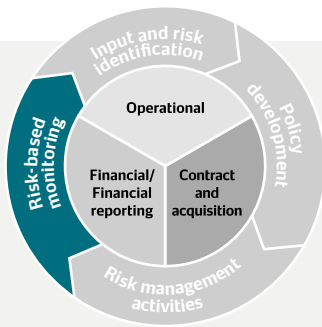 Input and risk
identification
Policy
development
Operational
Risk-based
monitoring
Financial/
Financial
reporting
Contract
and
acquisition
Risk management
activities